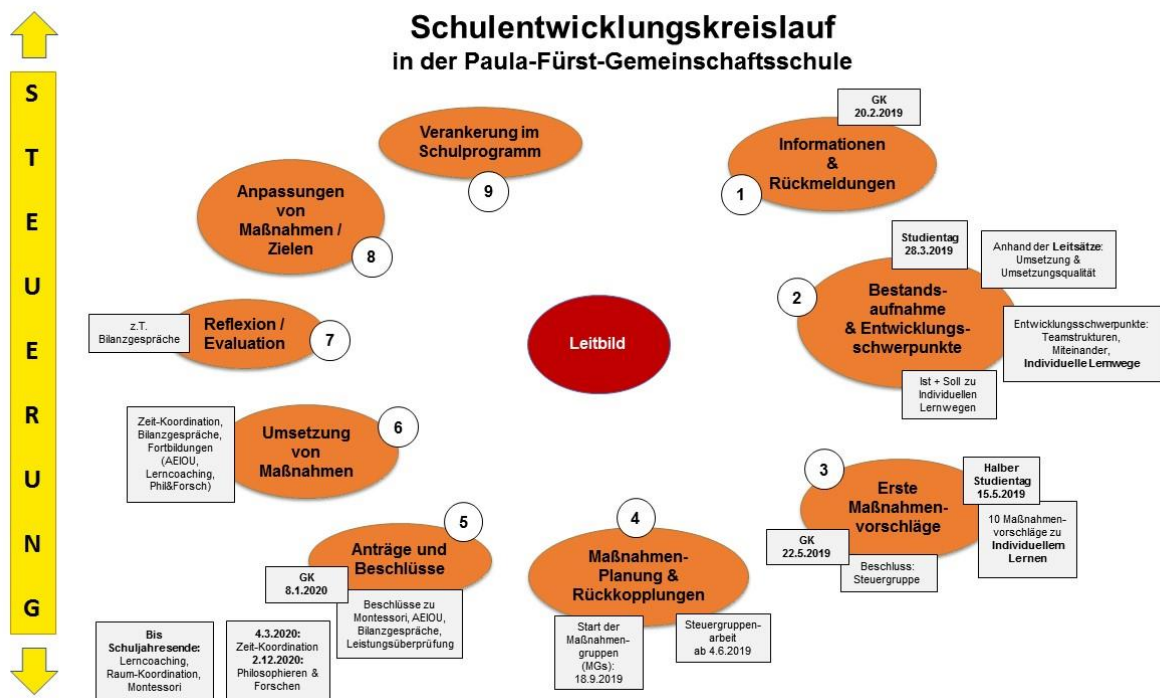 Schulentwicklungskreislauf
in der Paula-Fürst-Gemeinschaftsschule
S
T
E
U
E
R
U
N
G
Leitbild
GK
20.2.2019
Informationen
&
Rückmeldungen
1
Studientag
28.3.2019
Anhand der Leitsätze:
Umsetzung &
Umsetzungsqualität
2
Bestands-
aufnahme
& Entwicklungs-
schwerpunkte
Entwicklungsschwerpunkte:
Teamstrukturen,
Miteinander,
Individuelle Lernwege
Ist + Soll zu
Individuellen
Lernwegen
3
Erste
Maßnahmen-
vorschläge
Halber
Studientag
15.5.2019
10 Maßnahmen-
vorschläge zu
Individuellem
Lernen
GK
22.5.2019
Beschluss:
Steuergruppe
4
Maßnahmen-
Planung &
Rückkopplungen
Start der
Maßnahmen-
gruppen
(MGs):
18.9.2019
Steuergruppen-
arbeit
ab 4.6.2019
5
Anträge und
Beschlüsse
GK
8.1.2020
Beschlüsse zu
Montessori, AEIOU,
Bilanzgespräche,
Leistungsüberprüfung
4.3.2020:
Zeit-Koordination
2.12.2020:
Philosophieren &
Forschen
Bis
Schuljahresende:
Lerncoaching,
Raum-Koordination,
Montessori
6
Umsetzung
von
Maßnahmen
Zeit-Koordination,
Bilanzgespräche,
Fortbildungen
(AEIOU,
Lerncoaching,
Phil&Forsch)
7
Reflexion /
Evaluation
z.T.
Bilanzgespräche
8
Anpassungen
von
Maßnahmen /
Zielen
9
Verankerung im
Schulprogramm